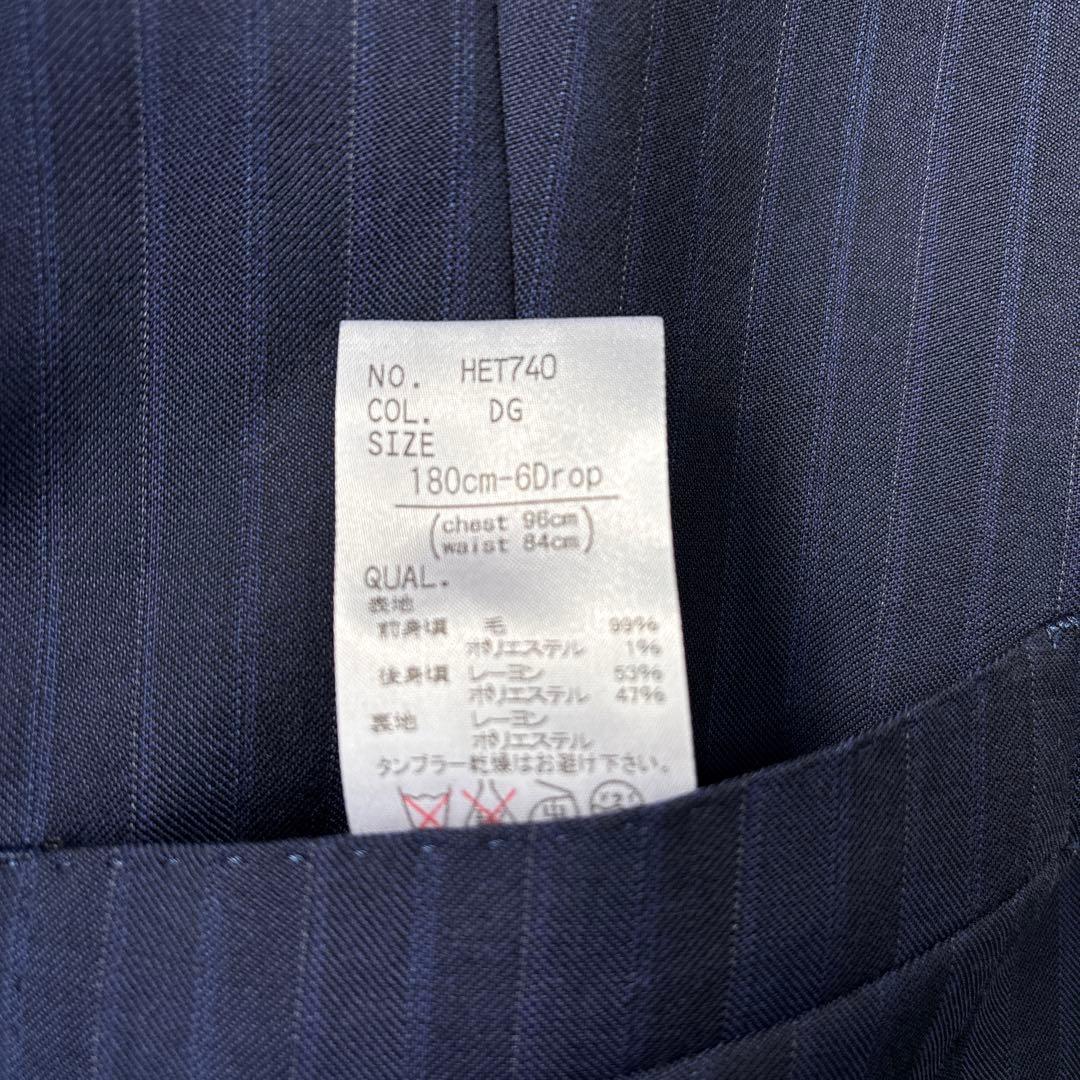 NO. HET740
COL. DG
SIZE
180cm-6Drop
(chest 96cm)
(waist 84cm)
QUAL.
表地
前身頃 毛 99%
ポリエステル 1%
後身頃 レーヨン 53%
ポリエステル 47%
裏地 レーヨン
ポリエステル
タンブラー乾燥はお避け下さい。
中